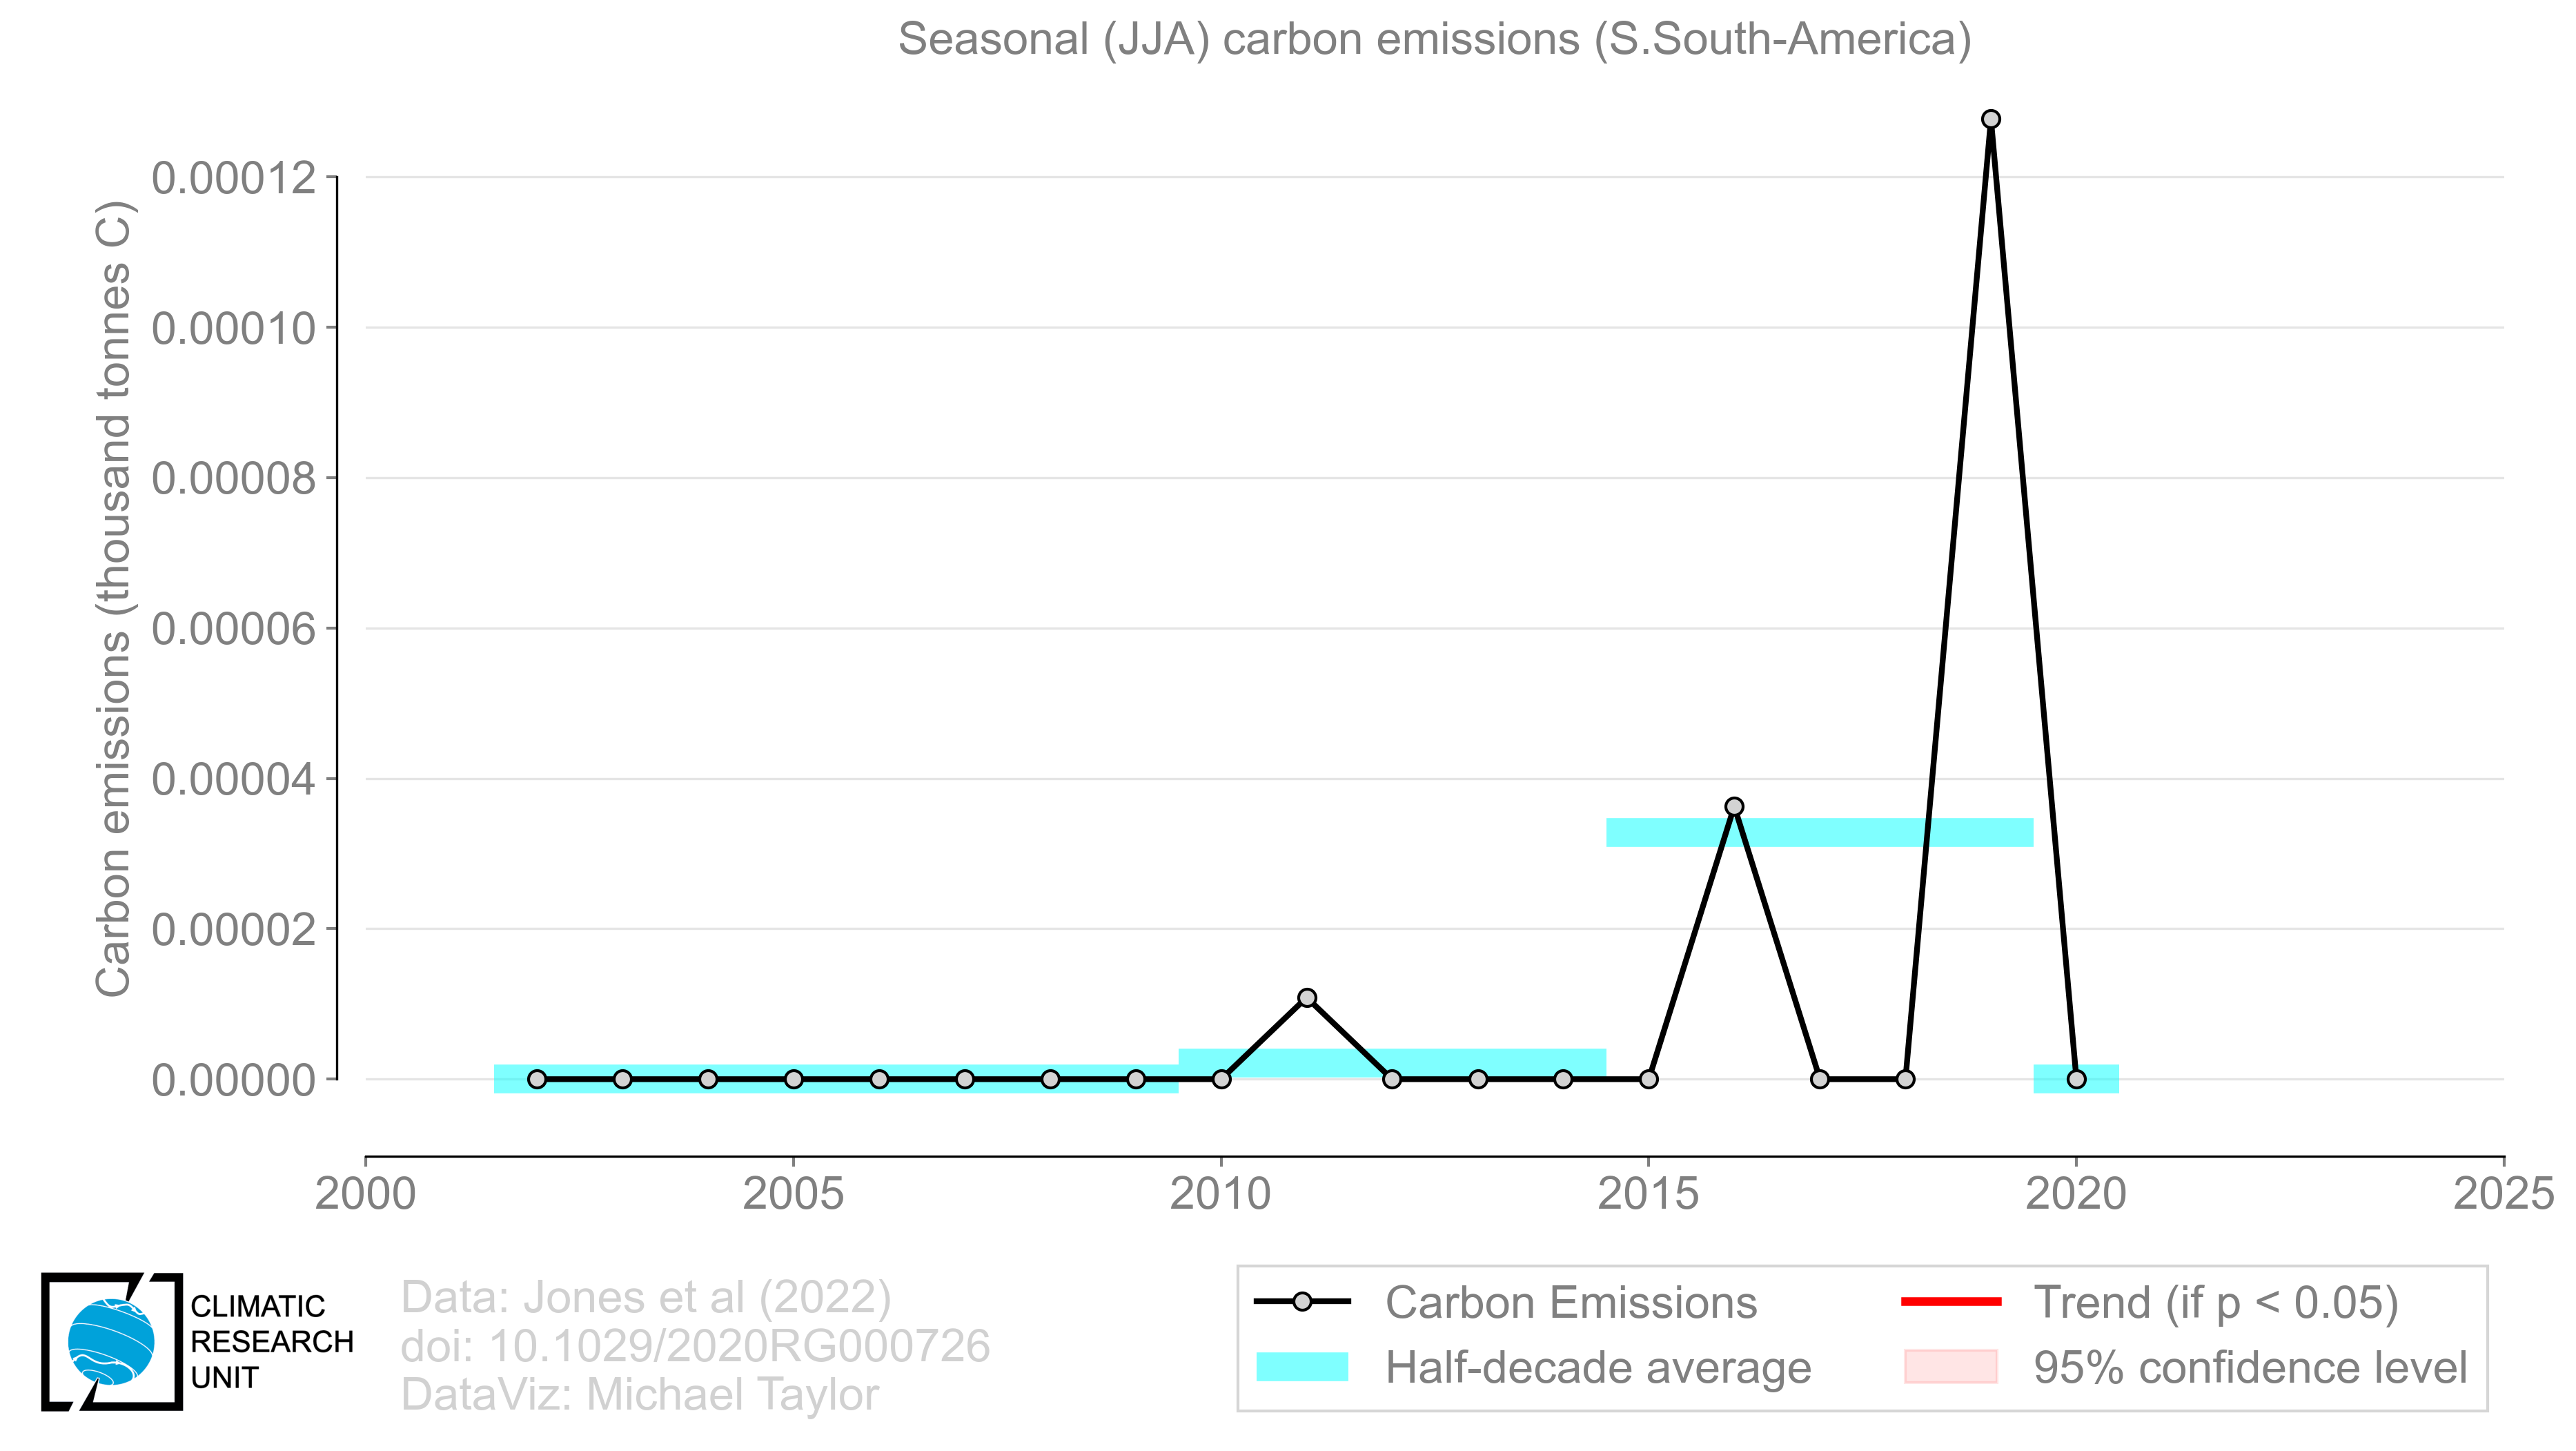 Seasonal (JJA) carbon emissions (S.South-America)
Carbon emissions (thousand tonnes C)
0.00012
0.00010
0.00008
0.00006
0.00004
0.00002
0.00000
2000 2005 2010 2015 2020 2025
CLIMATIC
RESEARCH
UNIT
Data: Jones et al (2022)
doi: 10.1029/2020RG000726
DataViz: Michael Taylor
Carbon Emissions
Half-decade average
Trend (if p < 0.05)
95% confidence level